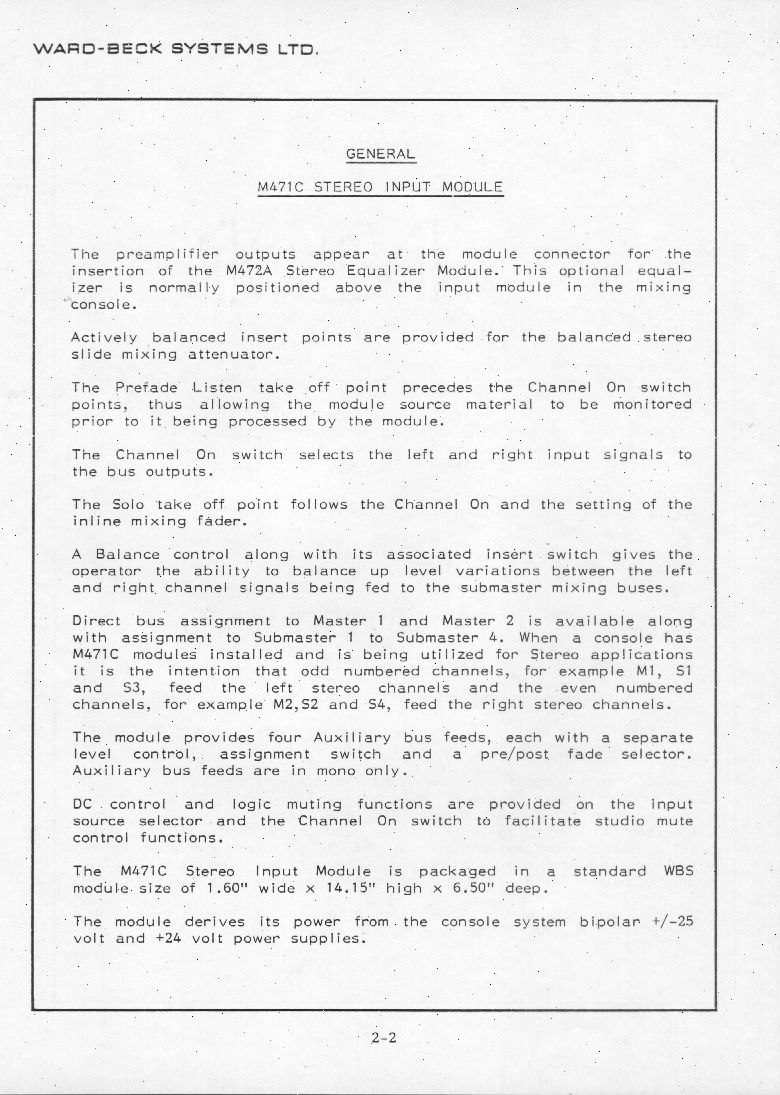 WARD-BECK SYSTEMS LTD.
GENERAL
M471C STEREO INPUT MODULE
The preamplifier outputs appear at the module connector for the
insertion of the M472A Stereo Equalizer Module. This optional equal-
izer is normally positioned above the input module in the mixing
console.
Actively balanced insert points are provided for the balanced stereo
slide mixing attenuator.
The Prefade Listen take off point precedes the Channel On switch
points, thus allowing the module source material to be monitored
prior to it being processed by the module.
The Channel On switch selects the left and right input signals to
the bus outputs.
The Solo take off point follows the Channel On and the setting of the
inline mixing fader.
A Balance control along with its associated insert switch gives the
operator the ability to balance up level variations between the left
and right channel signals being fed to the submaster mixing buses.
Direct bus assignment to Master 1 and Master 2 is available along
with assignment to Submaster 1 to Submaster 4. When a console has
M471C modules installed and is being utilized for Stereo applications
it is the intention that odd numbered channels, for example M1, S1
and S3, feed the left stereo channels and the even numbered
channels, for example M2,S2 and S4, feed the right stereo channels.
The module provides four Auxiliary bus feeds, each with a separate
level control, assignment switch and a pre/post fade selector.
Auxiliary bus feeds are in mono only.
DC control and logic muting functions are provided on the input
source selector and the Channel On switch to facilitate studio mute
control functions.
The M471C Stereo Input Module is packaged in a standard WBS
module size of 1.60" wide x 14.15" high x 6.50" deep.
The module derives its power from the console system bipolar +/-25
volt and +24 volt power supplies.
2-2